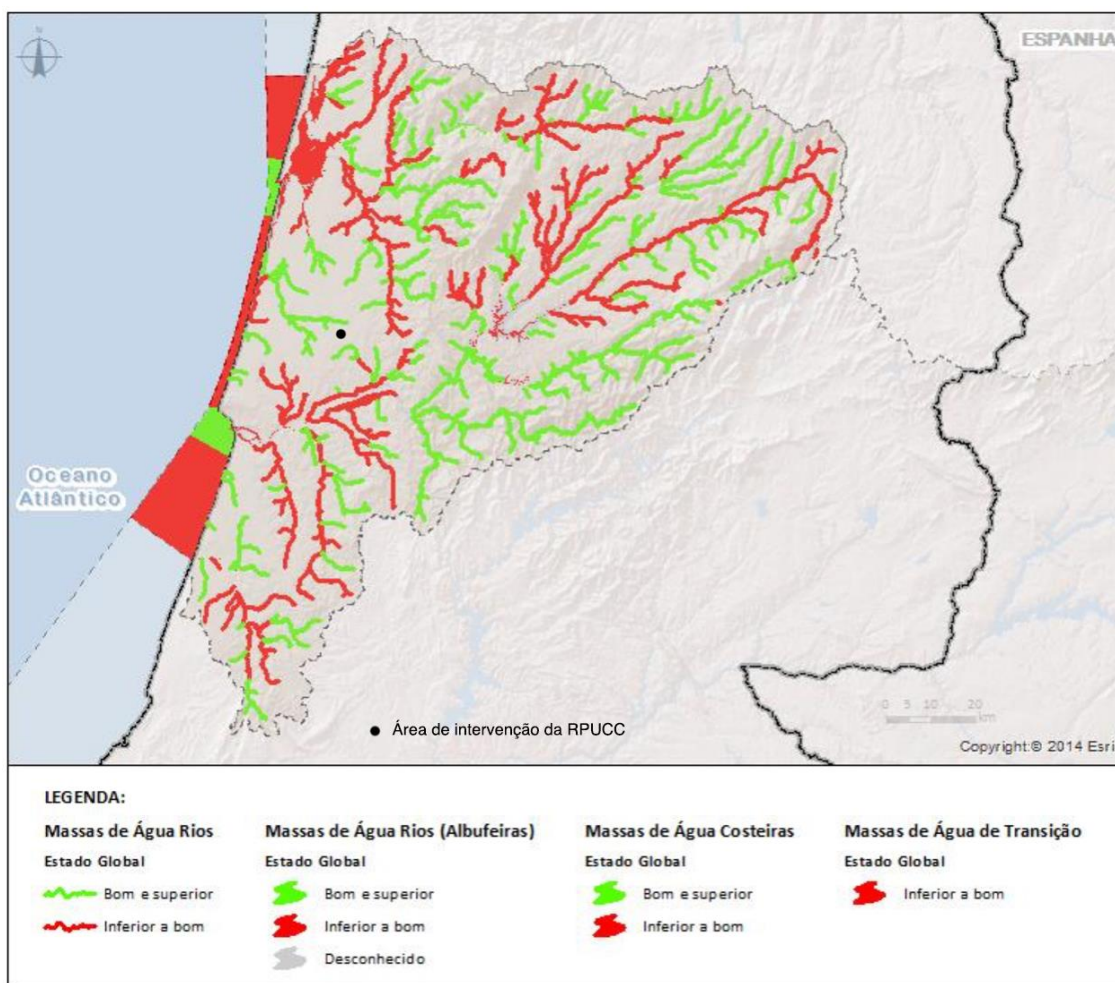 N
ESPANHA
Oceano
Atlântico
Área de intervenção da RPUCC
0 5 10 20
km
Copyright:© 2014 Esri
LEGENDA:
Massas de Água Rios
Estado Global
Bom e superior
Inferior a bom
Massas de Água Rios (Albufeiras)
Estado Global
Bom e superior
Inferior a bom
Desconhecido
Massas de Água Costeiras
Estado Global
Bom e superior
Inferior a bom
Massas de Água de Transição
Estado Global
Inferior a bom